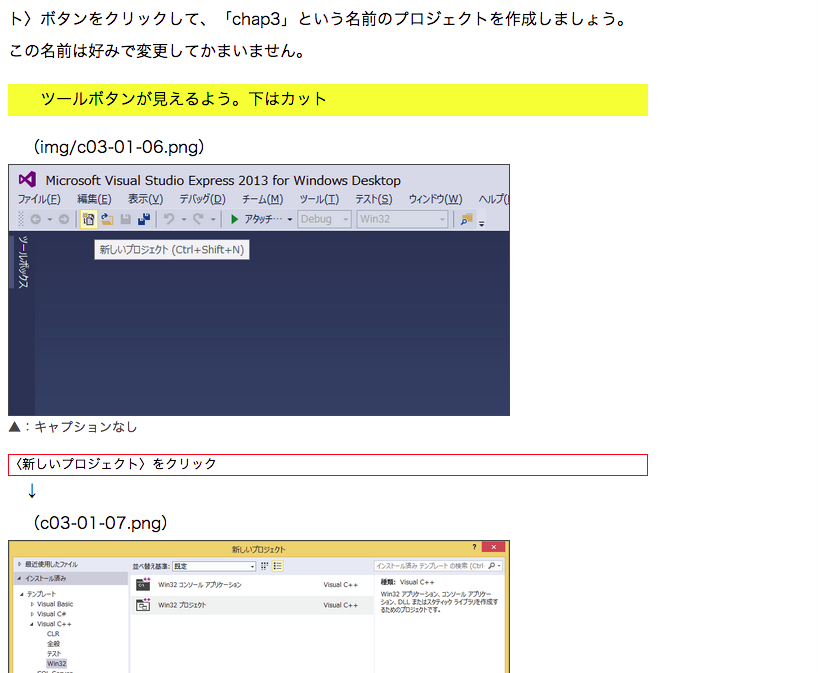 ト〉ボタンをクリックして、「chap3」という名前のプロジェクトを作成しましょう。
この名前は好みで変更してかまいません。
ツールボタンが見えるよう。下はカット
（img/c03-01-06.png）
Microsoft Visual Studio Express 2013 for Windows Desktop
ファイル(F) 編集(E) 表示(V) デバッグ(D) チーム(M) ツール(T) テスト(S) ウィンドウ(W) ヘルプ(
アタッチ… Debug Win32
新しいプロジェクト (Ctrl+Shift+N)
ツールボックス
▲：キャプションなし
〈新しいプロジェクト〉をクリック
↓
（c03-01-07.png）
新しいプロジェクト ?
最近使用したファイル
並べ替え基準: 既定
インストール済み テンプレート の検索 (Ctrl
インストール済み
テンプレート
Visual Basic
Visual C#
Visual C++
CLR
全般
テスト
Win32
SQL Server
Win32 コンソール アプリケーション Visual C++
Win32 プロジェクト Visual C++
種類: Visual C++
Win32 アプリケーション、コンソール アプリケー
ション、DLL またはスタティック ライブラリを作成す
るためのプロジェクトです。